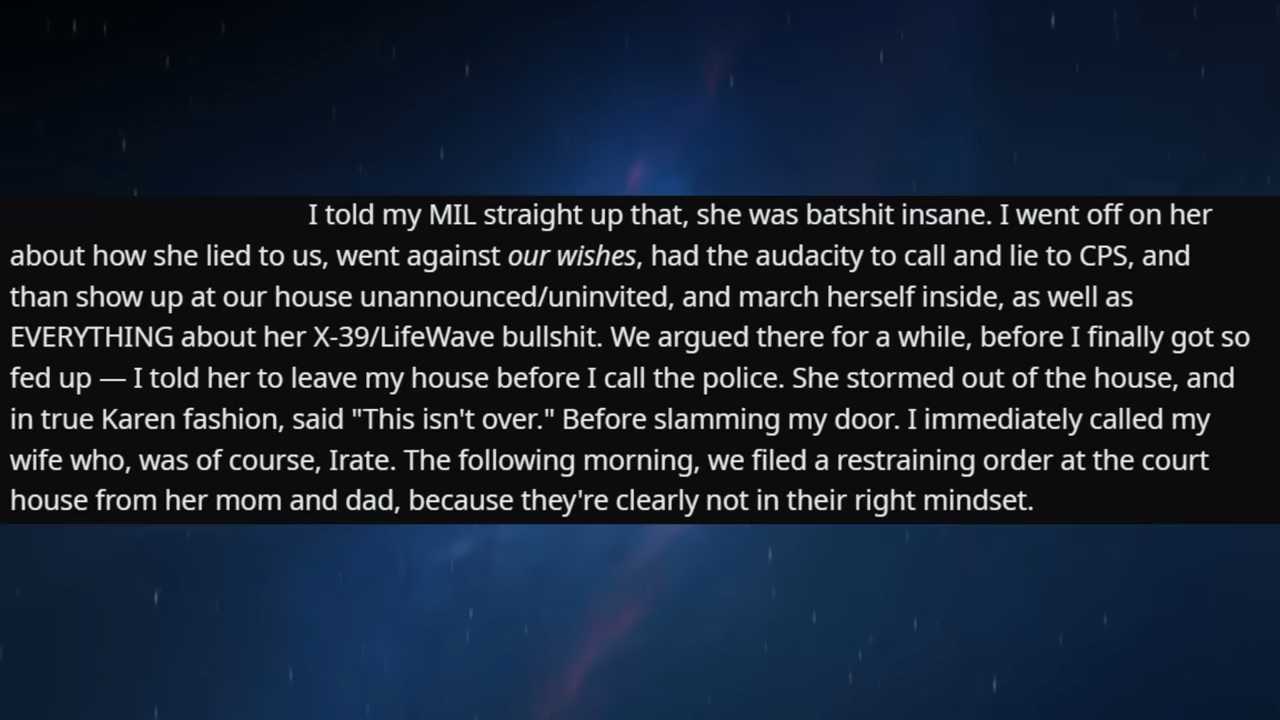 I told my MIL straight up that, she was batshit insane. I went off on her
about how she lied to us, went against our wishes, had the audacity to call and lie to CPS, and
than show up at our house unannounced/uninvited, and march herself inside, as well as
EVERYTHING about her X-39/LifeWave bullshit. We argued there for a while, before I finally got so
fed up — I told her to leave my house before I call the police. She stormed out of the house, and
in true Karen fashion, said "This isn't over." Before slamming my door. I immediately called my
wife who, was of course, Irate. The following morning, we filed a restraining order at the court
house from her mom and dad, because they're clearly not in their right mindset.